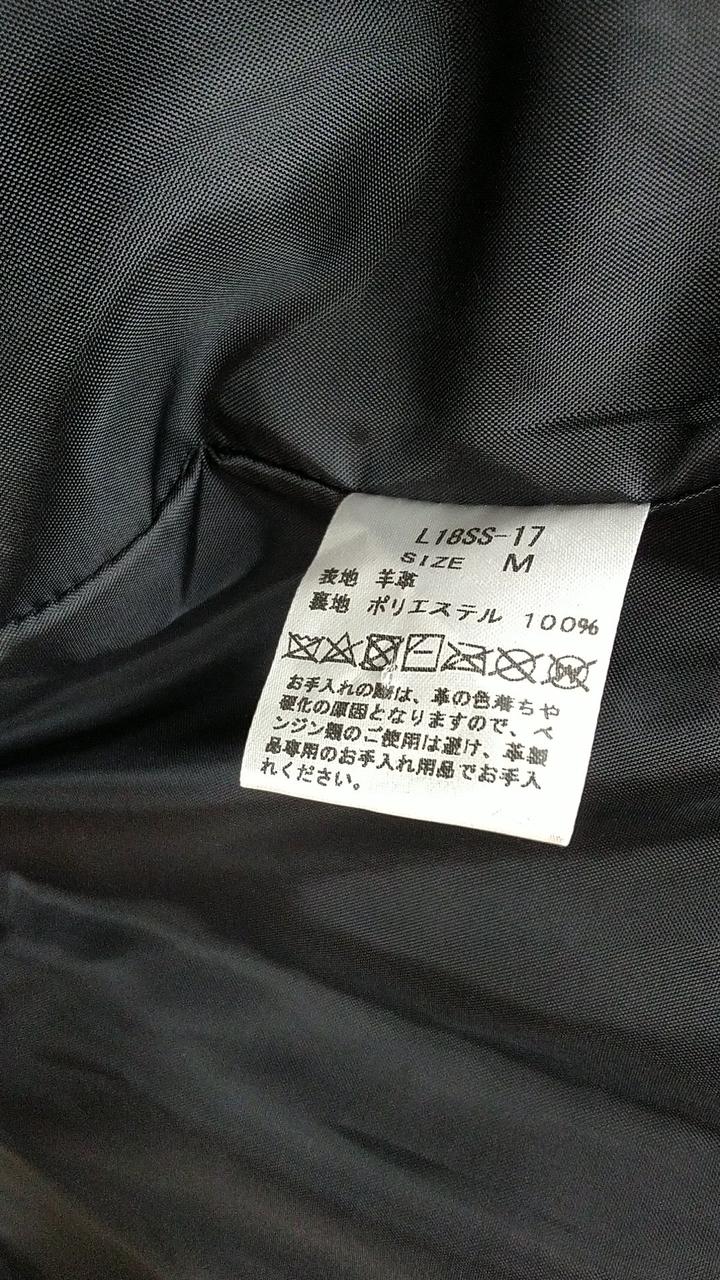 L18SS-17
SIZE M
表地 羊革
裏地 ポリエステル 100%
お手入れの際は、革の色落ちや
硬化の原因となりますので、ベ
ンジン類のご使用は避け、革製
品専用のお手入れ用品でお手入
れください。